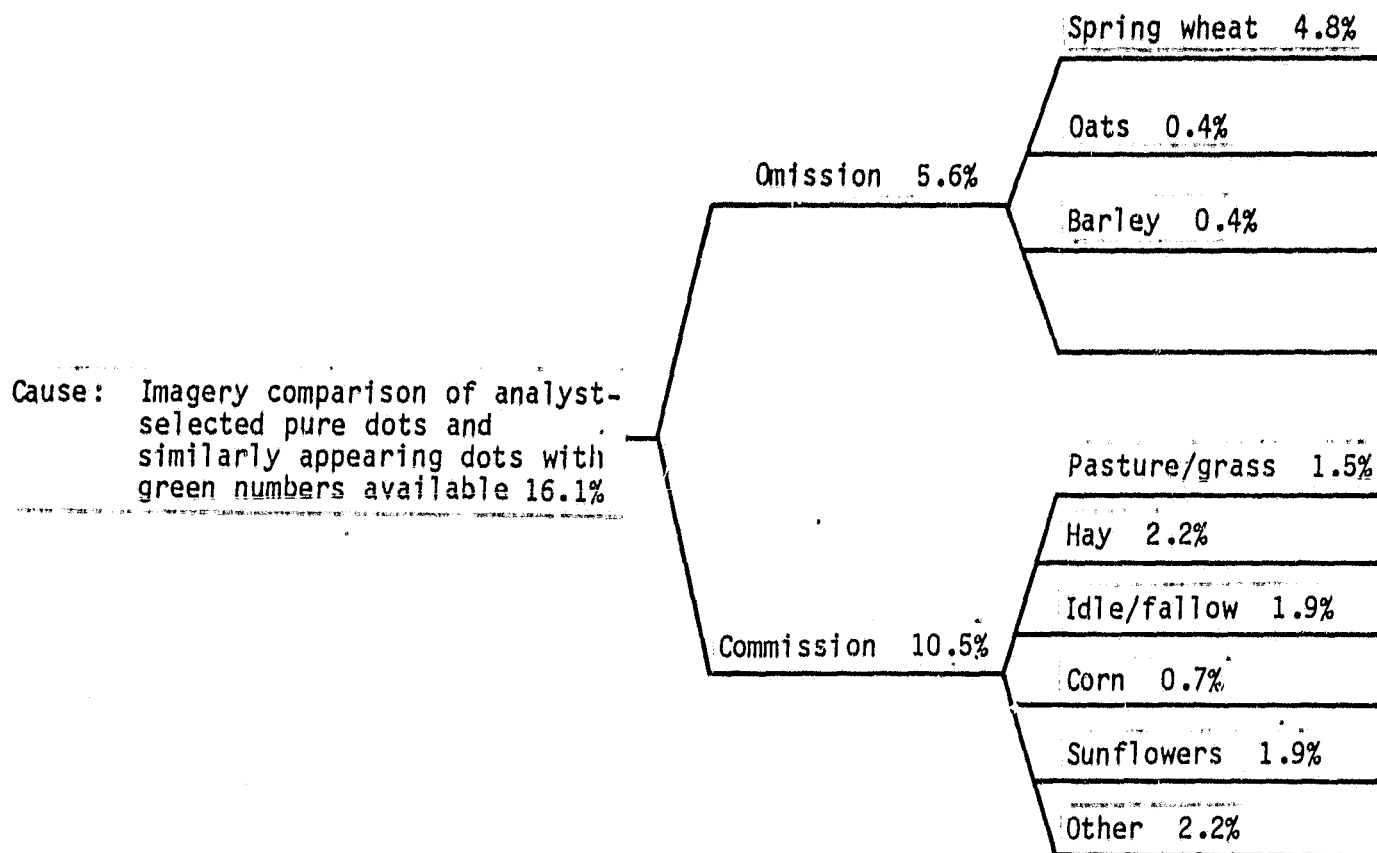 Cause: Imagery comparison of analyst-
selected pure dots and
similarly appearing dots with
green numbers available 16.1%
Omission 5.6%
Spring wheat 4.8%
Oats 0.4%
Barley 0.4%
Commission 10.5%
Pasture/grass 1.5%
Hay 2.2%
Idle/fallow 1.9%
Corn 0.7%
Sunflowers 1.9%
Other 2.2%